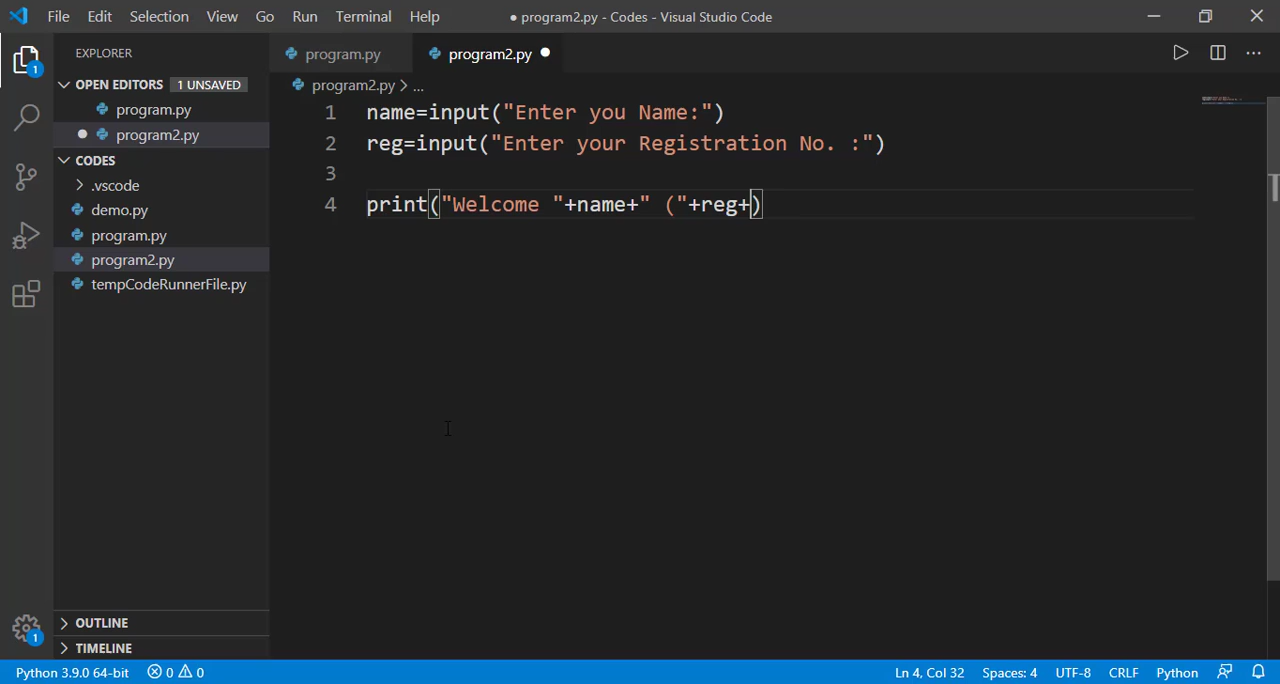 File Edit Selection View Go Run Terminal Help ● program2.py - Codes - Visual Studio Code
EXPLORER
program.py program2.py
OPEN EDITORS 1 UNSAVED
program.py
program2.py
CODES
.vscode
demo.py
program.py
program2.py
tempCodeRunnerFile.py
OUTLINE
TIMELINE
1
1
program2.py > ...
1 name=input("Enter you Name:")
2 reg=input("Enter your Registration No. :")
3
4 print("Welcome "+name+" ("+reg+)
Python 3.9.0 64-bit 0 0 Ln 4, Col 32 Spaces: 4 UTF-8 CRLF Python